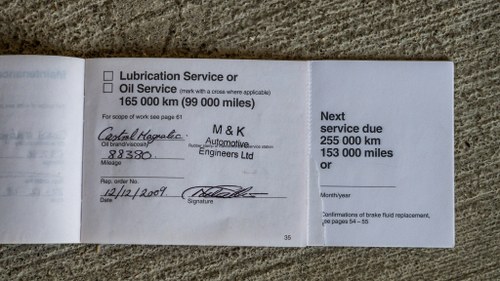 Lubrication Service or
Oil Service (mark with a cross where applicable)
165 000 km (99 000 miles)
For scope of work see page 61
Castrol Magnatec
Oil brand/viscosity
88380
Mileage
Rep. order No.
12/12/2009
Date
Signature
M & K
Automotive
Engineers Ltd
35
Next
service due
255 000 km
153 000 miles
or
Month/year
Confirmations of brake fluid replacement,
see pages 54 – 55